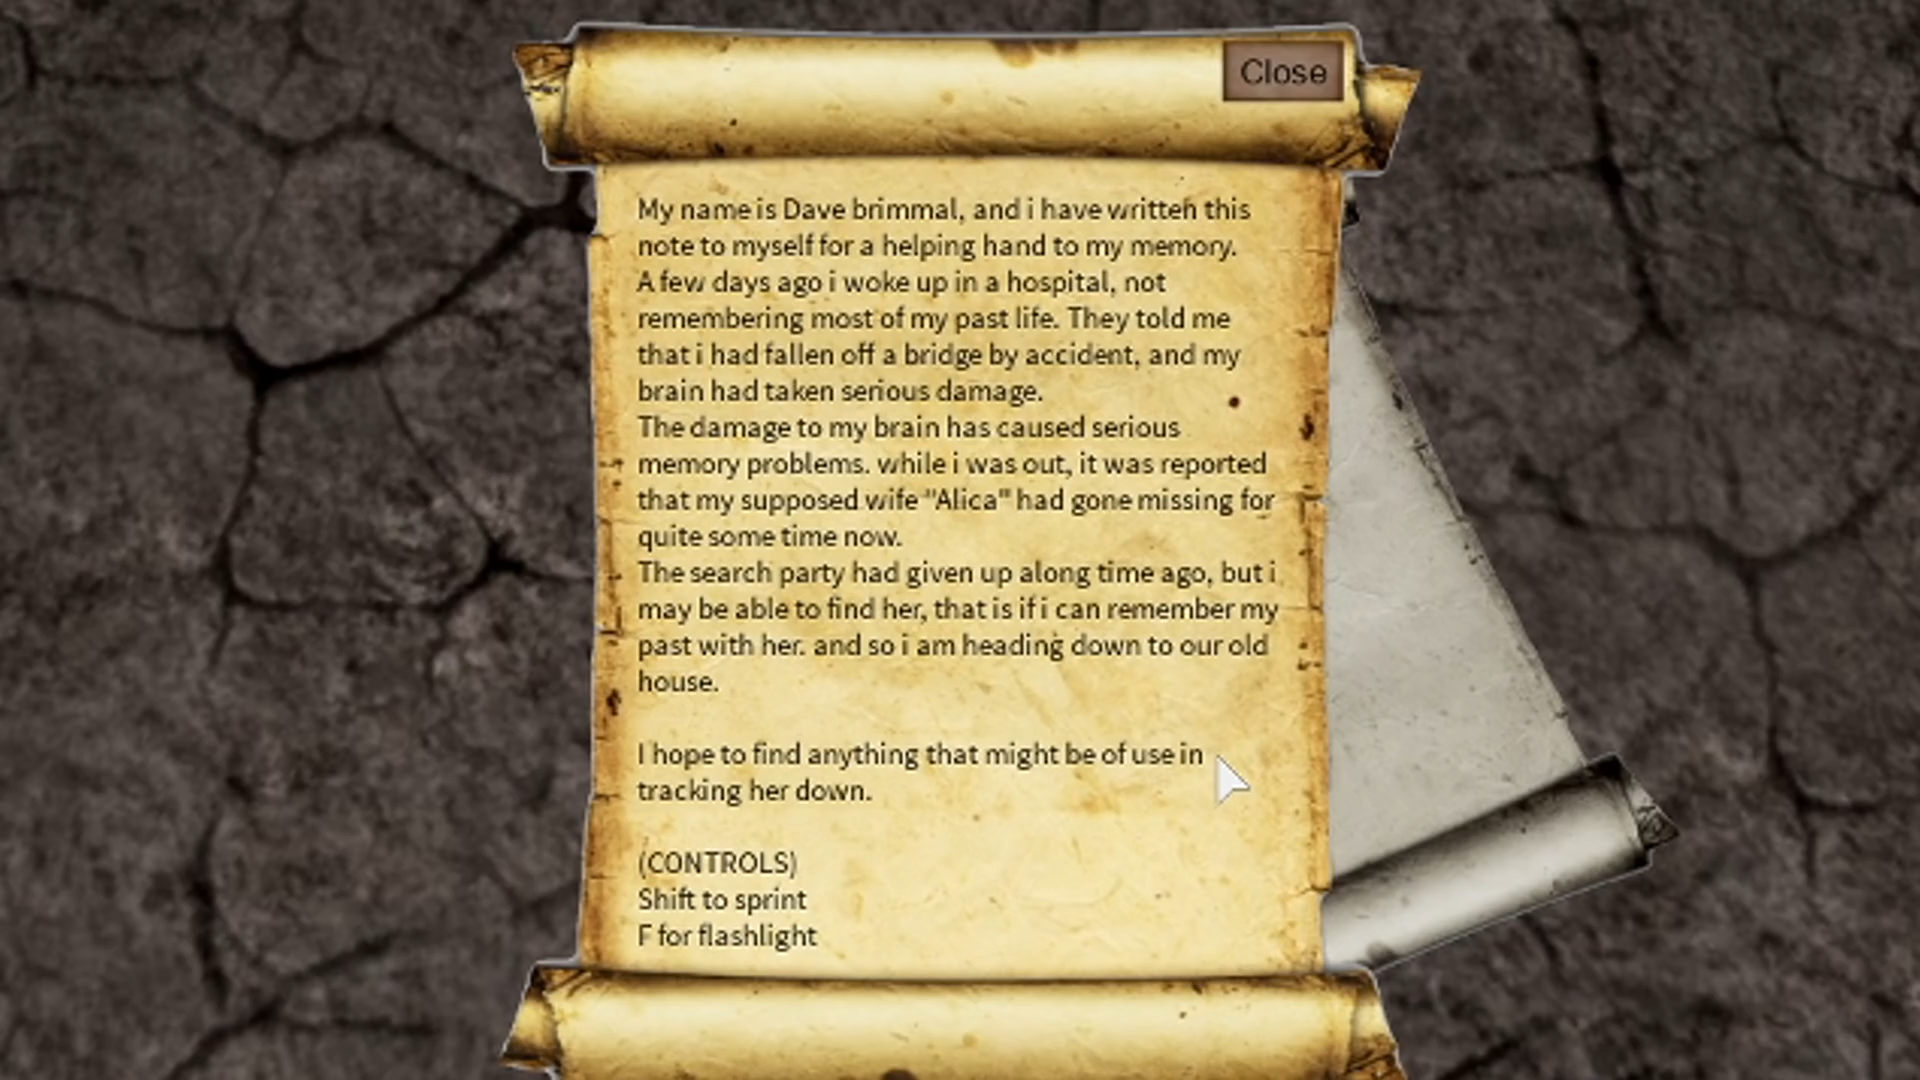 Close
My name is Dave brimmal, and i have written this
note to myself for a helping hand to my memory.
A few days ago i woke up in a hospital, not
remembering most of my past life. They told me
that i had fallen off a bridge by accident, and my
brain had taken serious damage.
The damage to my brain has caused serious
memory problems. while i was out, it was reported
that my supposed wife "Alica" had gone missing for
quite some time now.
The search party had given up along time ago, but i
may be able to find her, that is if i can remember my
past with her. and so i am heading down to our old
house.
I hope to find anything that might be of use in
tracking her down.
(CONTROLS)
Shift to sprint
F for flashlight